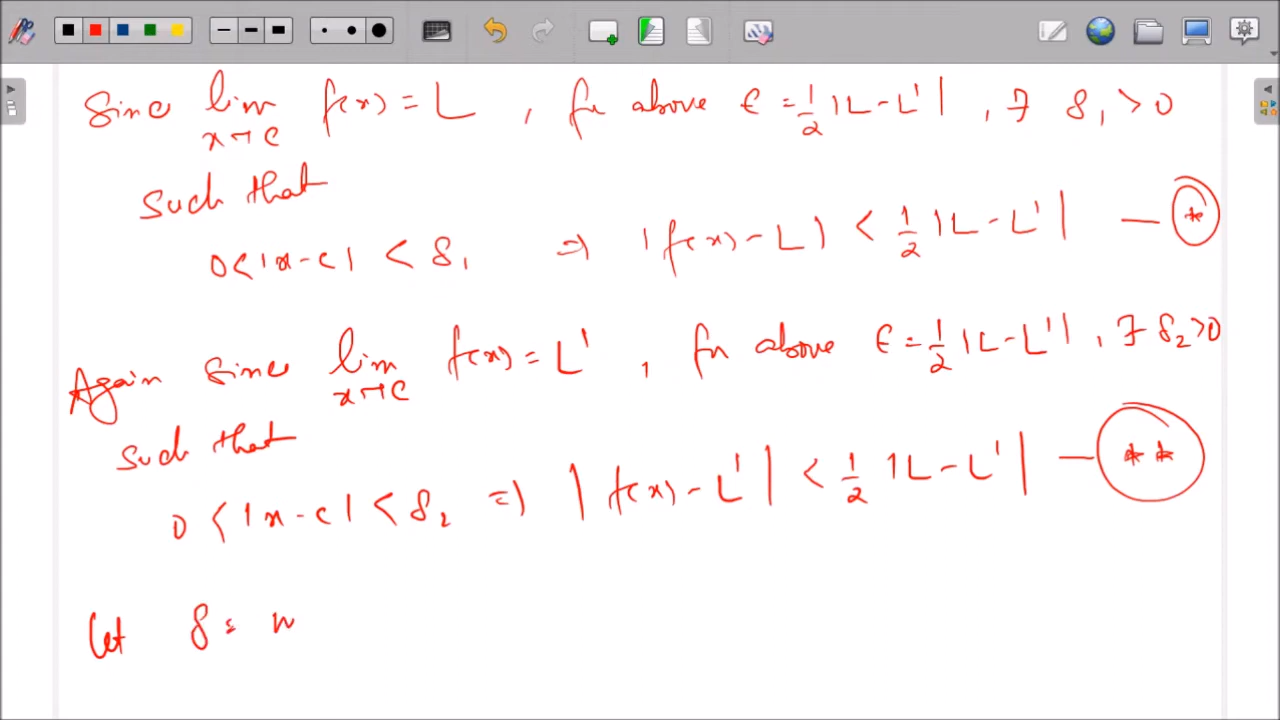 Since lim x→c f(x) = L , for above ε = 1/2 |L - L'| , ∃ δ₁ > 0
Such that
0 < |x - c| < δ₁ ⇒ |f(x) - L| < 1/2 |L - L'| — *
Again since lim x→c f(x) = L' , for above ε = 1/2 |L - L'| , ∃ δ₂ > 0
Such that
0 < |x - c| < δ₂ ⇒ |f(x) - L'| < 1/2 |L - L'| — **
Let δ =